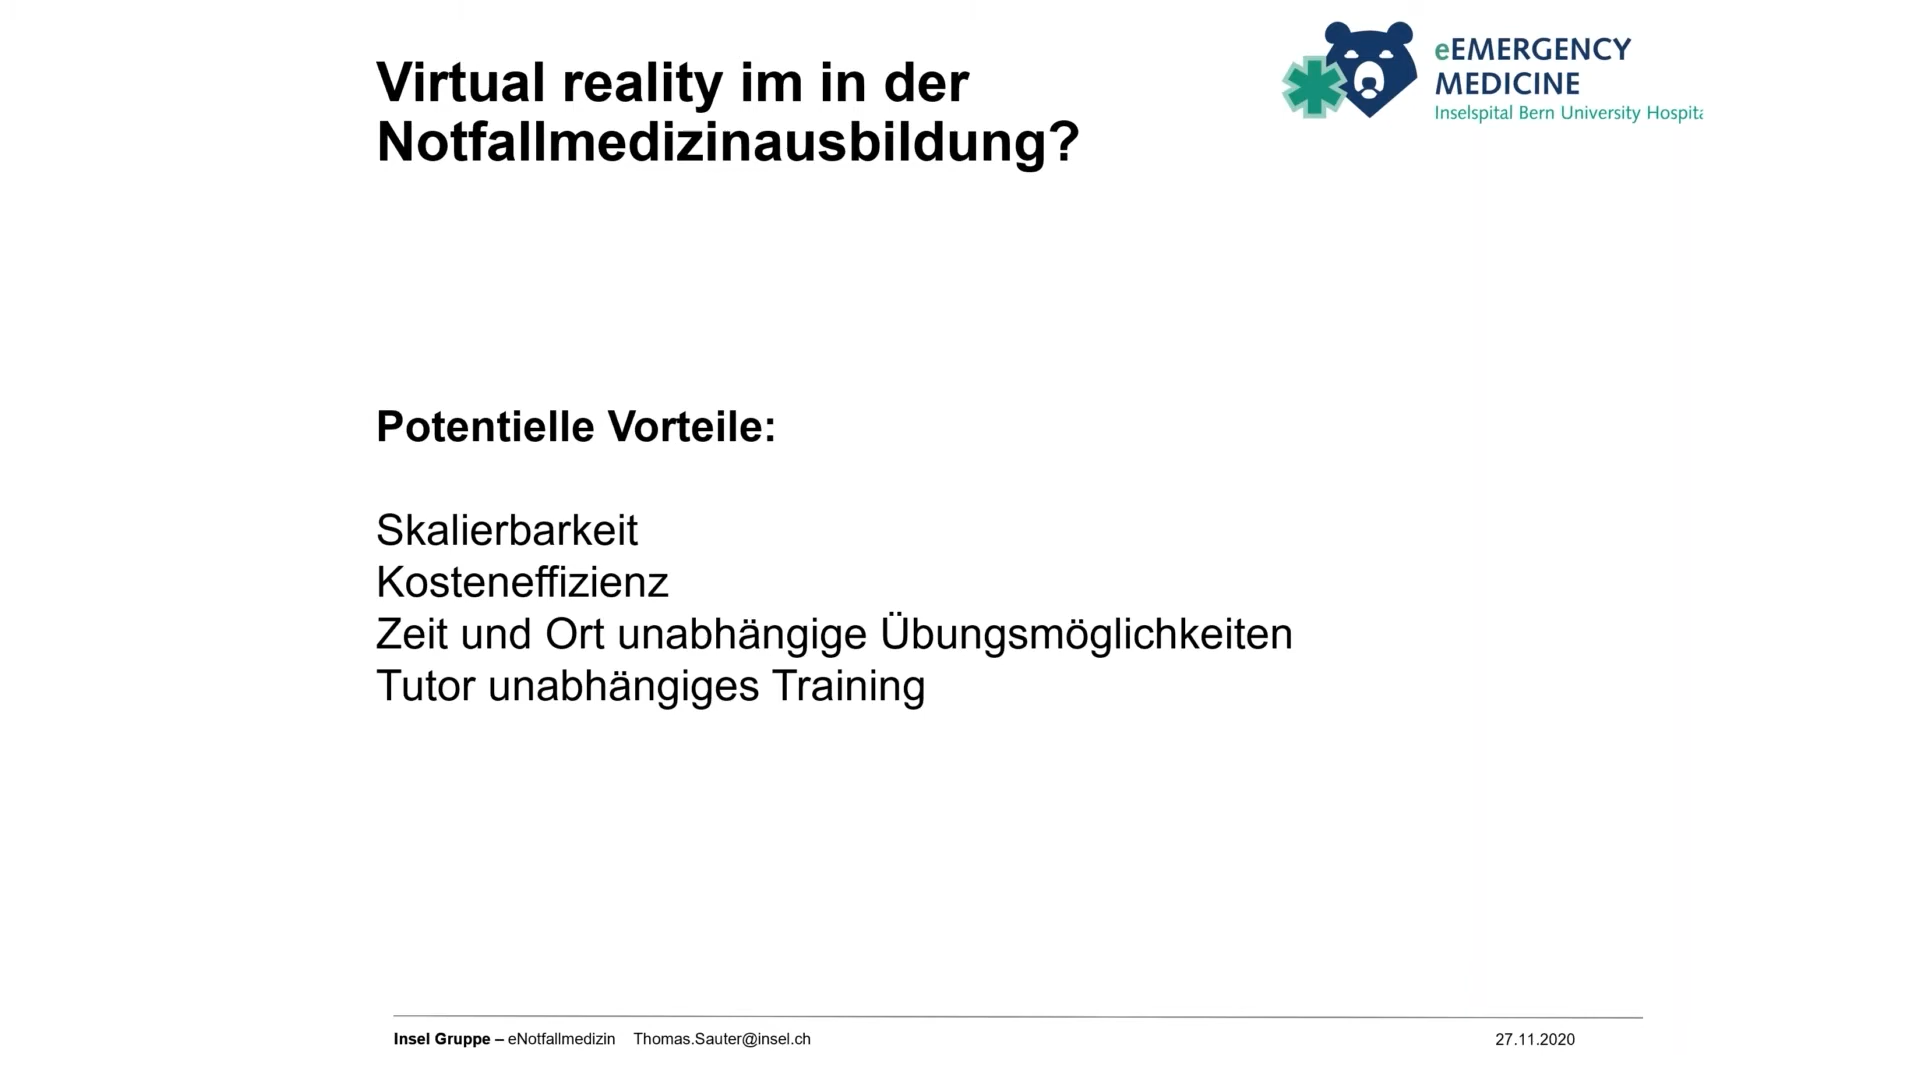 Virtual reality im in der
Notfallmedizinausbildung?
eEMERGENCY
MEDICINE
Inselspital Bern University
Potentielle Vorteile:
Skalierbarkeit
Kosteneffizienz
Zeit und Ort unabhängige Übungsmöglichkeiten
Tutor unabhängiges Training
Insel Gruppe – eNotfallmedizin Thomas.Sauter@insel.ch
27.11.2020